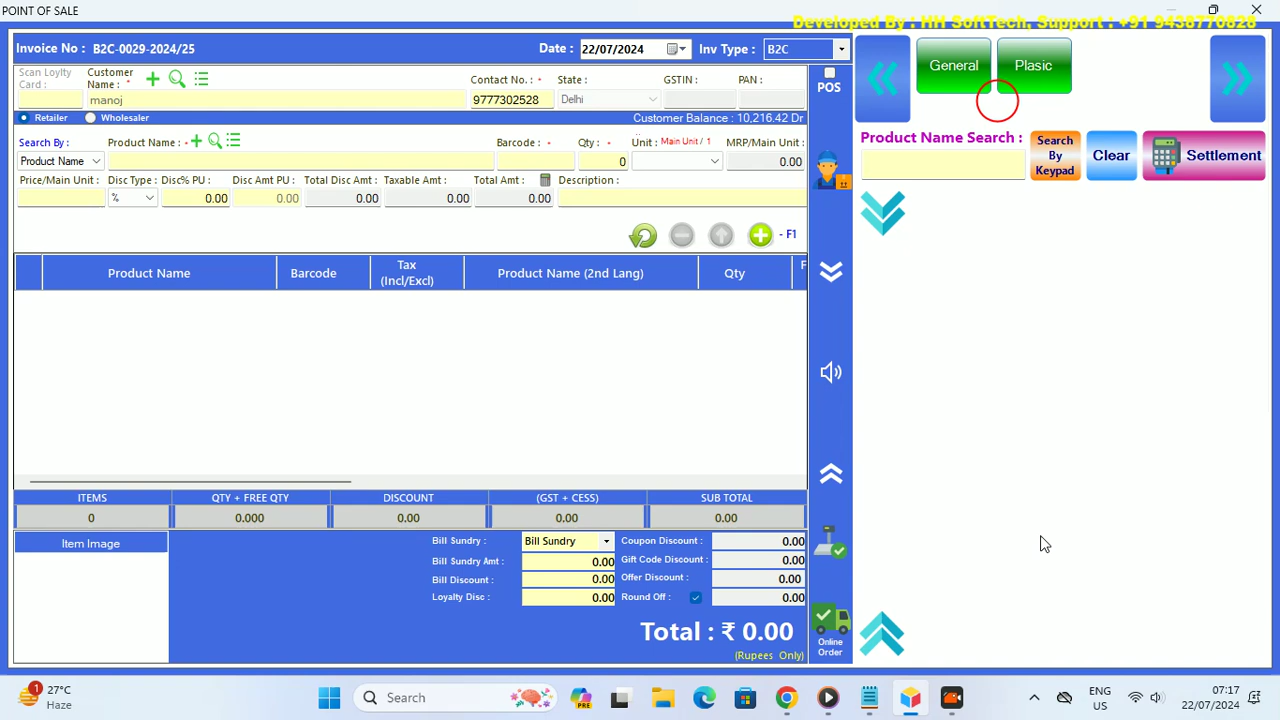 POINT OF SALE
Developed By : HH SoftTech, Support : +91 9438770828
Invoice No : B2C-0029-2024/25
Date : 22/07/2024
Inv Type : B2C
Scan Loylty Card :
Customer Name : *
manoj
Contact No. : *
9777302528
State :
Delhi
GSTIN :
PAN :
Retailer
Wholesaler
Customer Balance : 10,216.42 Dr
Search By :
Product Name
Product Name : *
Barcode : *
Qty : *
0
Unit : Main Unit / 1
MRP/Main Unit :
0.00
Price/Main Unit :
Disc Type :
%
Disc% PU :
0.00
Disc Amt PU :
0.00
Total Disc Amt :
0.00
Taxable Amt :
0.00
Total Amt :
0.00
Description :
- F1
Product Name
Barcode
Tax
(Incl/Excl)
Product Name (2nd Lang)
Qty
F
ITEMS
QTY + FREE QTY
DISCOUNT
(GST + CESS)
SUB TOTAL
0
0.000
0.00
0.00
0.00
Item Image
Bill Sundry :
Bill Sundry
Coupon Discount :
0.00
Bill Sundry Amt :
0.00
Gift Code Discount :
0.00
Bill Discount :
0.00
Offer Discount :
0.00
Loyalty Disc :
0.00
Round Off :
0.00
Total : ₹ 0.00
(Rupees Only)
POS
Online
Order
General
Plasic
Product Name Search :
Search
By
Keypad
Clear
Settlement
1
27°C
Haze
Search
PRE
ENG
US
07:17
22/07/2024